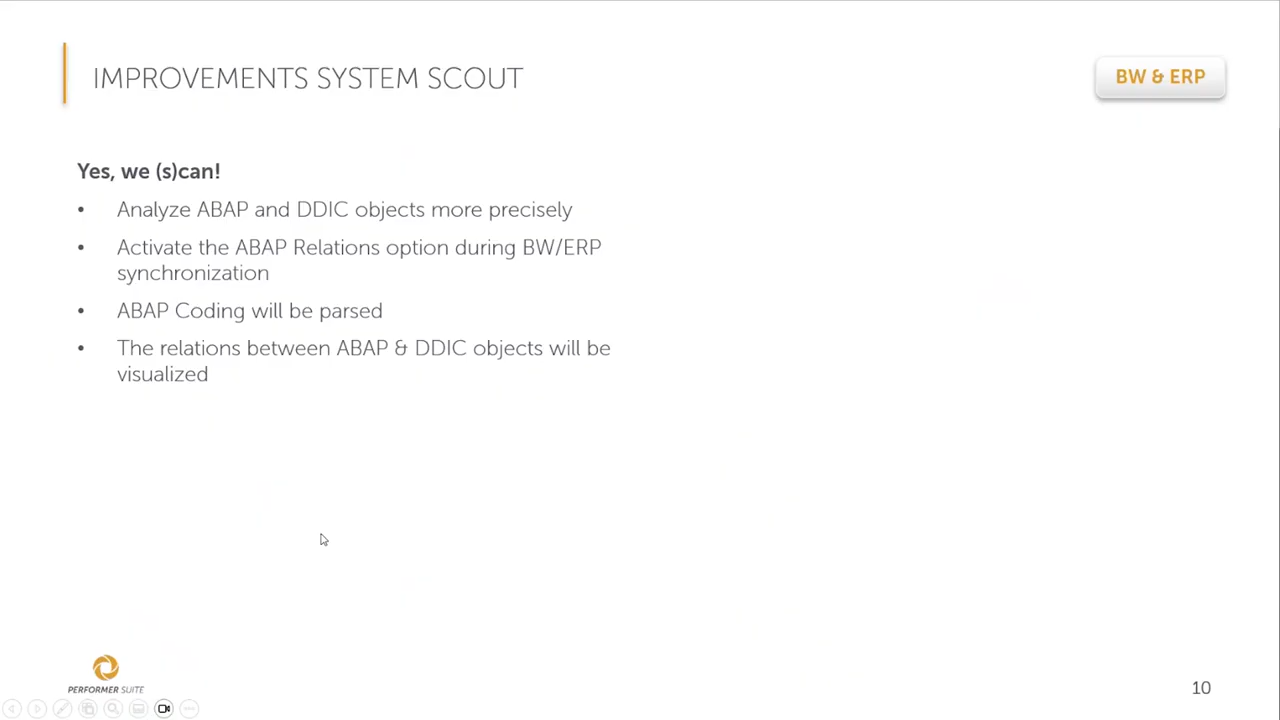 IMPROVEMENTS SYSTEM SCOUT
BW & ERP
Yes, we (s)can!
• Analyze ABAP and DDIC objects more precisely
• Activate the ABAP Relations option during BW/ERP
synchronization
• ABAP Coding will be parsed
• The relations between ABAP & DDIC objects will be
visualized
PERFORMER SUITE
10